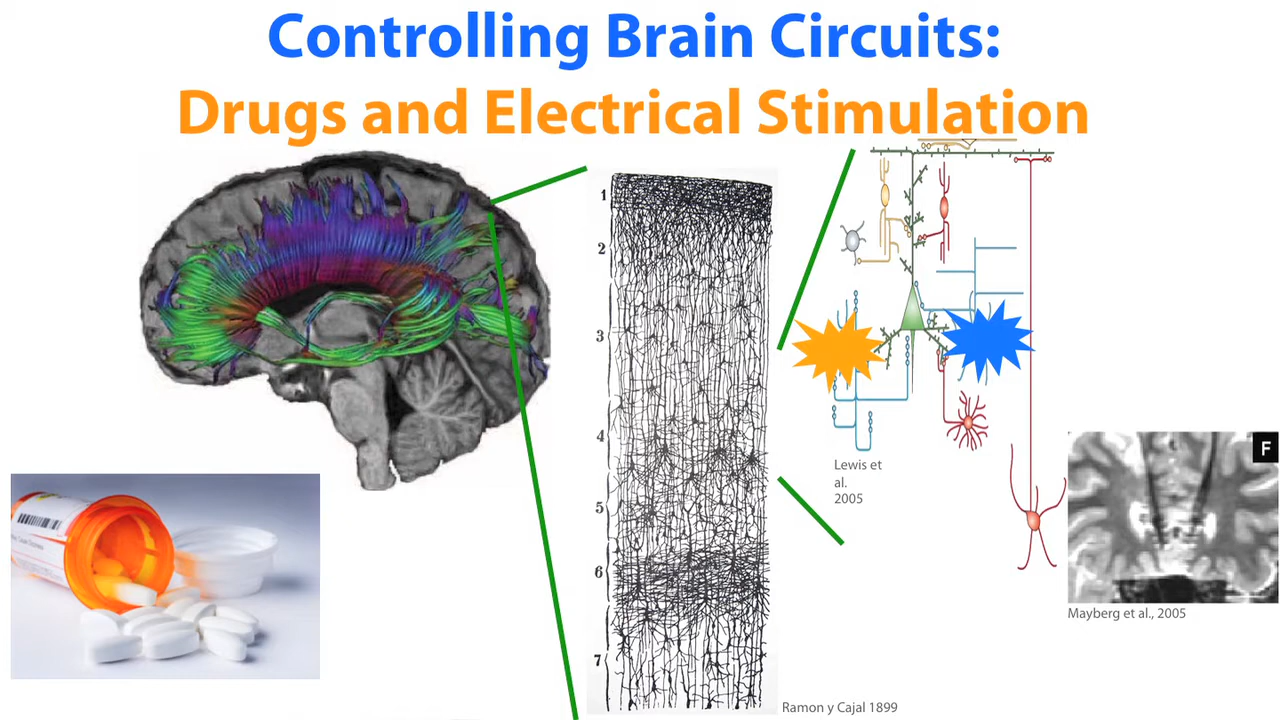 Controlling Brain Circuits:
Drugs and Electrical Stimulation
1
2
3
4
5
6
7
Lewis et
al.
2005
F
Mayberg et al., 2005
Ramon y Cajal 1899